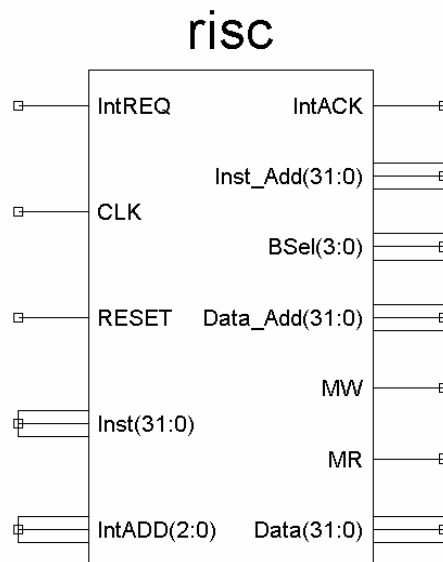 risc
IntREQ
IntACK
Inst_Add(31:0)
CLK
BSel(3:0)
RESET
Data_Add(31:0)
MW
Inst(31:0)
MR
IntADD(2:0)
Data(31:0)